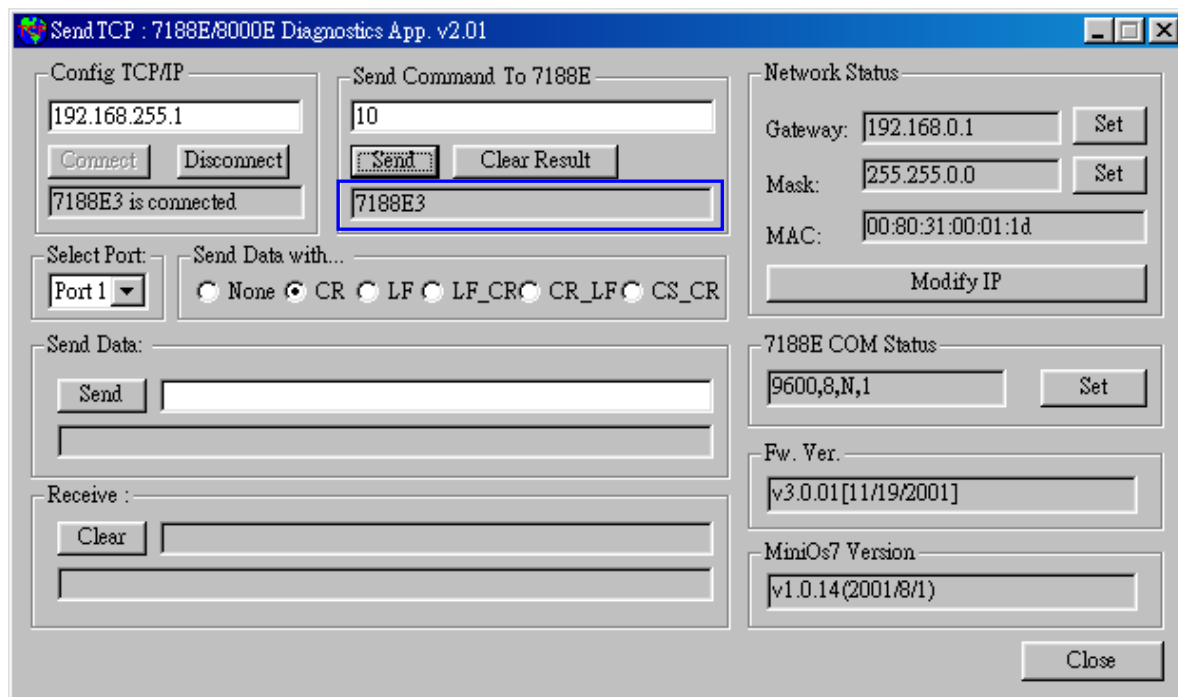 SendTCP : 7188E/8000E Diagnostics App. v2.01
Config TCP/IP
192.168.255.1
Connect Disconnect
7188E3 is connected
Send Command To 7188E
10
Send Clear Result
7188E3
Network Status
Gateway: 192.168.0.1 Set
Mask: 255.255.0.0 Set
MAC: 00:80:31:00:01:1d
Modify IP
Select Port:
Port 1
Send Data with...
None CR LF LF_CR CR_LF CS_CR
Send Data:
Send
7188E COM Status
9600,8,N,1 Set
Fw. Ver.
v3.0.01[11/19/2001]
Receive :
Clear
MiniOs7 Version
v1.0.14(2001/8/1)
Close